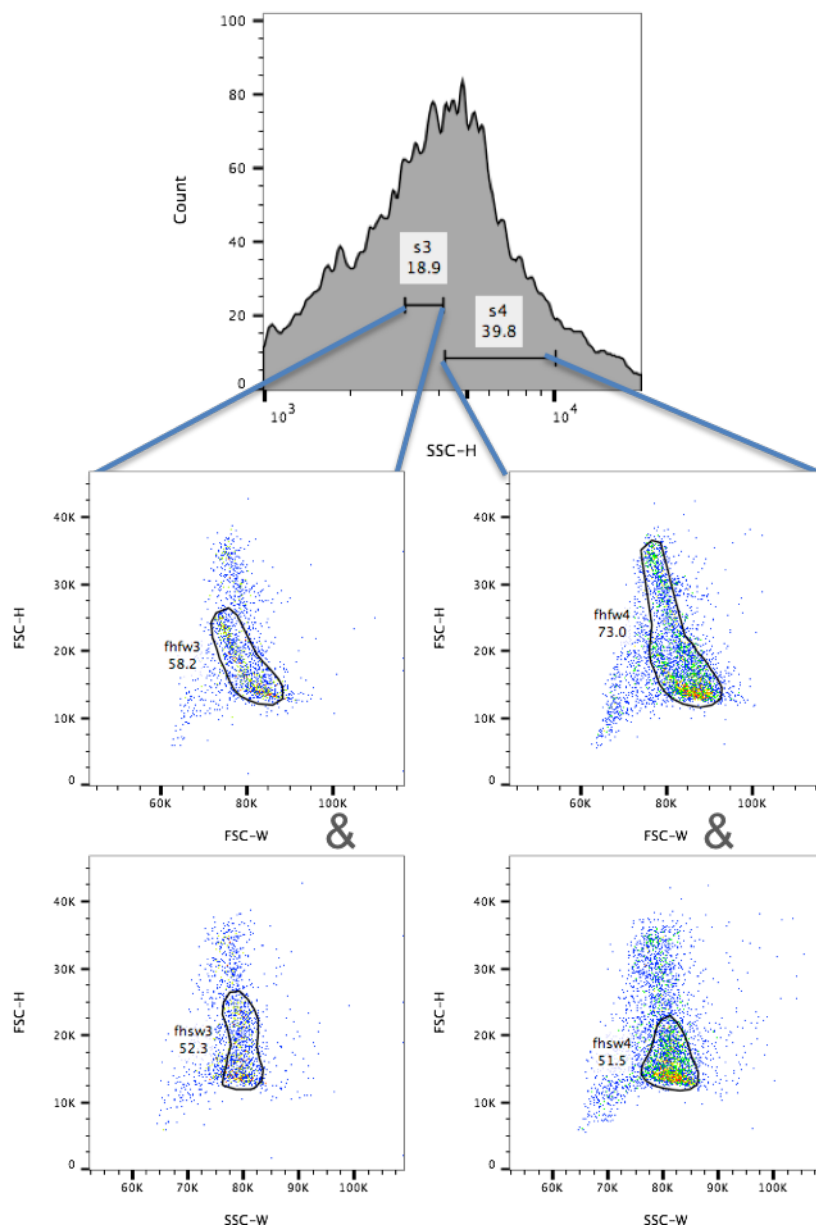 100
80
60
40
20
0
Count
s3
18.9
s4
39.8
10³
10⁴
SSC-H
40K
30K
20K
10K
0
FSC-H
fhfw3
58.2
60K
80K
100K
FSC-W
40K
30K
20K
10K
0
FSC-H
fhfw4
73.0
60K
80K
100K
FSC-W
&
&
40K
30K
20K
10K
0
FSC-H
fhsw3
52.3
60K
70K
80K
90K
100K
SSC-W
40K
30K
20K
10K
0
FSC-H
fhsw4
51.5
60K
70K
80K
90K
100K
SSC-W